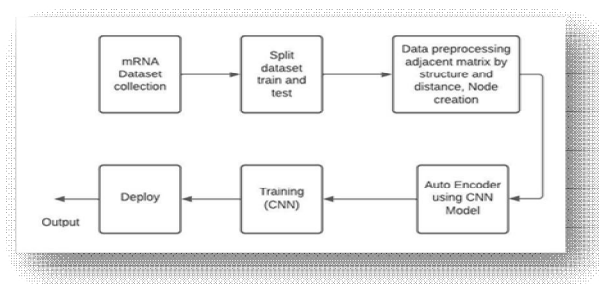 mRNA
Dataset
collection
Split
dataset
train and
test
Data preprocessing
adjacent matrix by
structure and
distance, Node
creation
Auto Encoder
using CNN
Model
Training
(CNN)
Deploy
Output